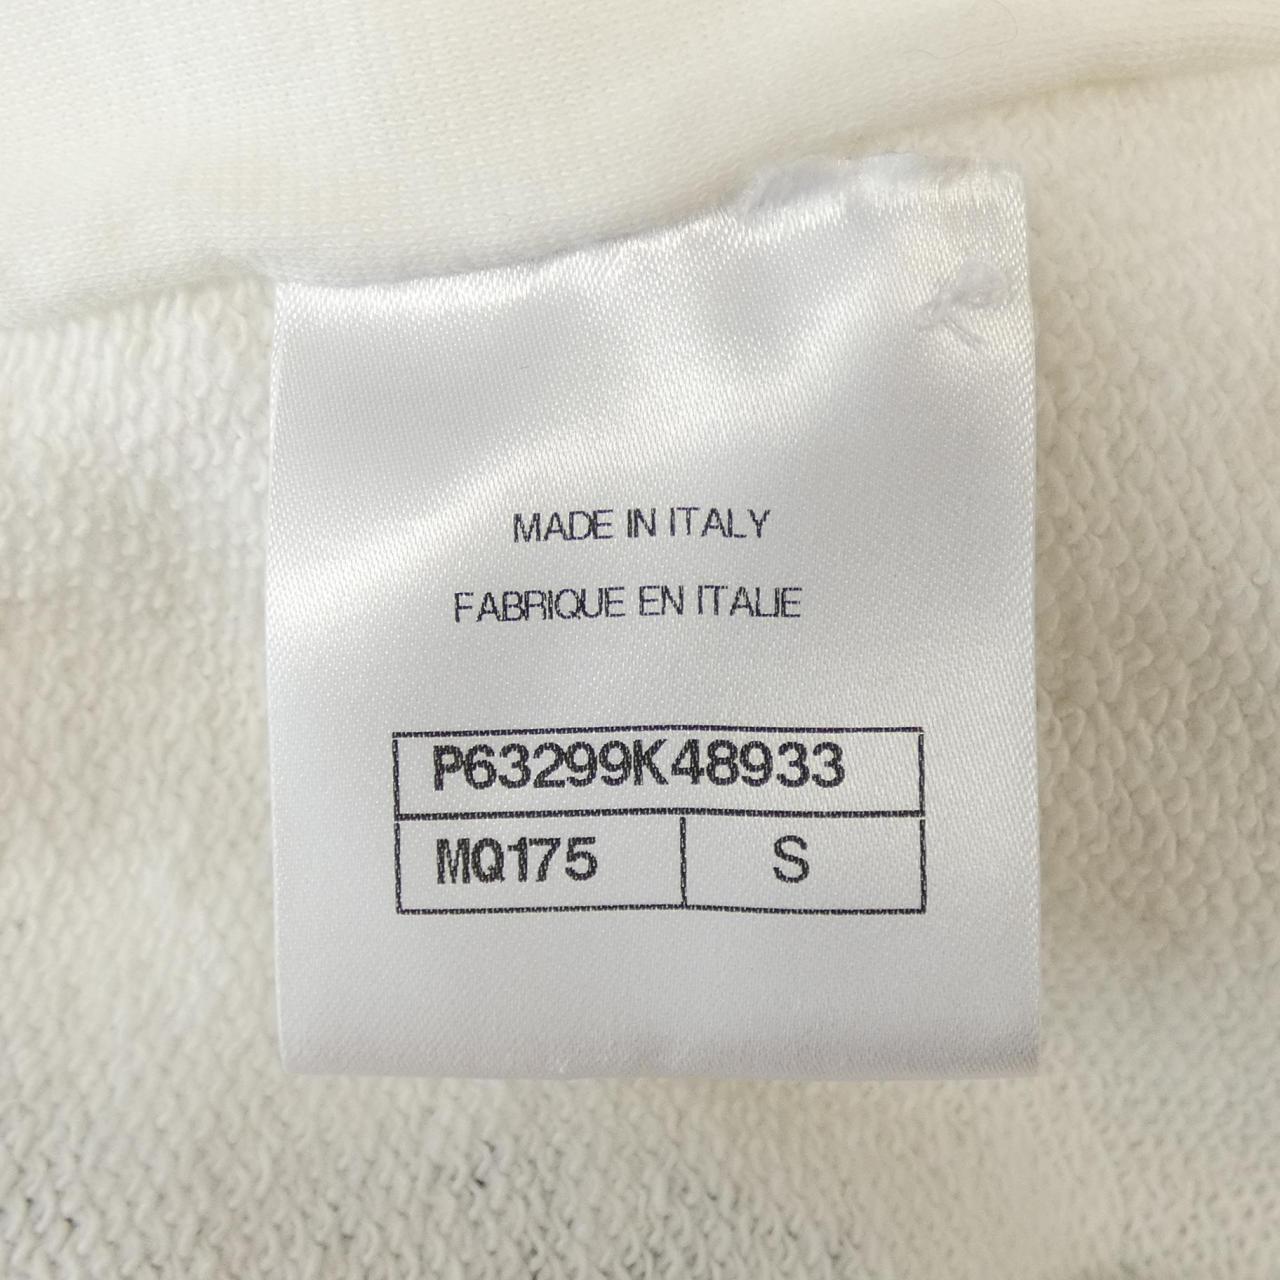 MADE IN ITALY
FABRIQUE EN ITALIE
P63299K48933
MQ175 S